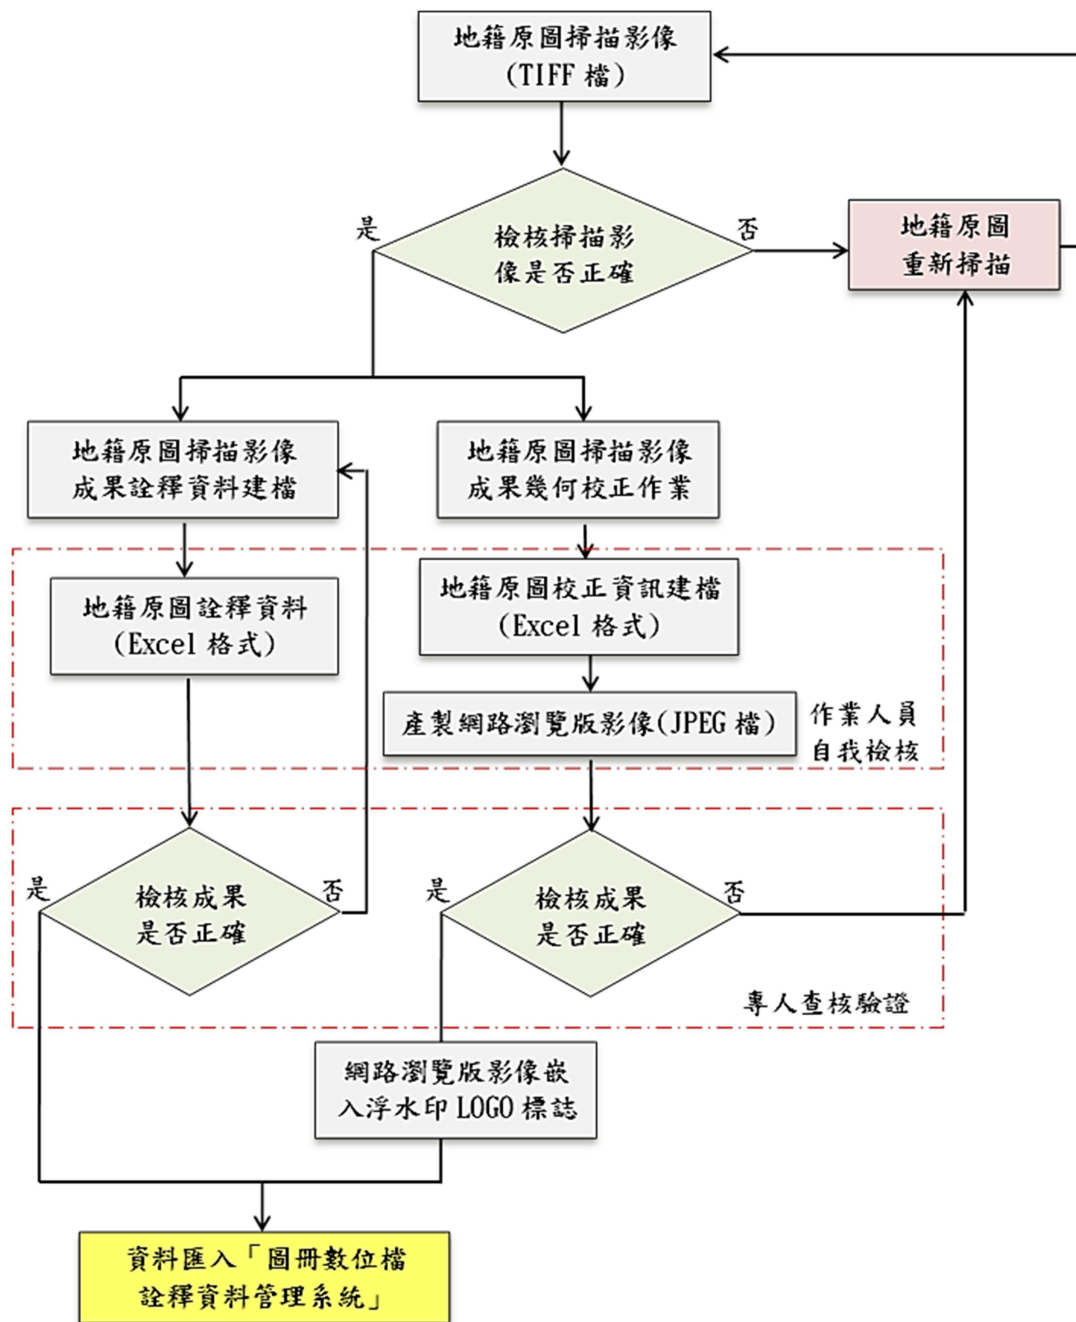 地籍原圖掃描影像
(TIFF 檔)
是
檢核掃描影
像是否正確
否
地籍原圖
重新掃描
地籍原圖掃描影像
成果詮釋資料建檔
地籍原圖掃描影像
成果幾何校正作業
地籍原圖詮釋資料
(Excel 格式)
地籍原圖校正資訊建檔
(Excel 格式)
產製網路瀏覽版影像(JPEG 檔)
作業人員
自我檢核
是
檢核成果
是否正確
否
是
檢核成果
是否正確
否
專人查核驗證
網路瀏覽版影像嵌
入浮水印 LOGO 標誌
資料匯入「圖冊數位檔
詮釋資料管理系統」